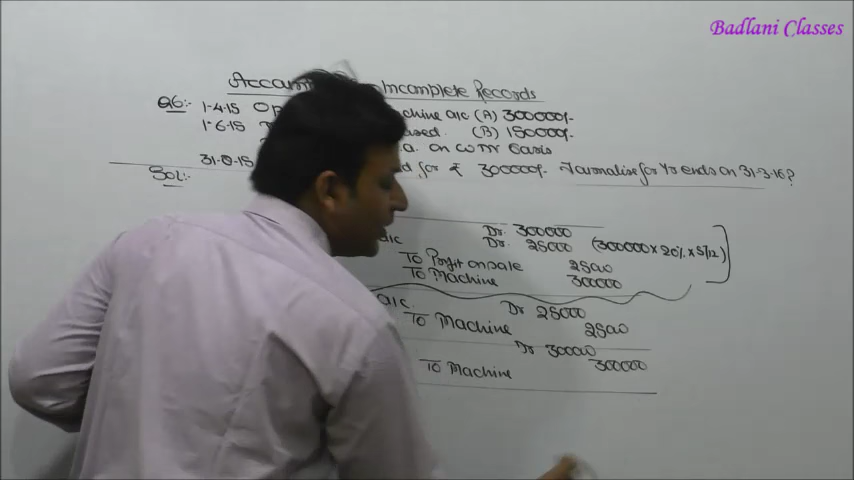 Badlani Classes
Incomplete Records
Q6:- 1-4-15 Op chine a/c (A) 300000/-
1-6-15 ased. (B) 150000/-
a. on WDV Basis
31-8-15 d for ₹ 300000/- Journalise for Yr ends on 31-3-16?
Sol:-
Dr. 300000
a/c Dr. 25000 (300000 x 20% x 5/12)
To Profit on sale 25000
To Machine 300000
a/c. Dr 25000
To Machine 25000
Dr 300000
To Machine 300000